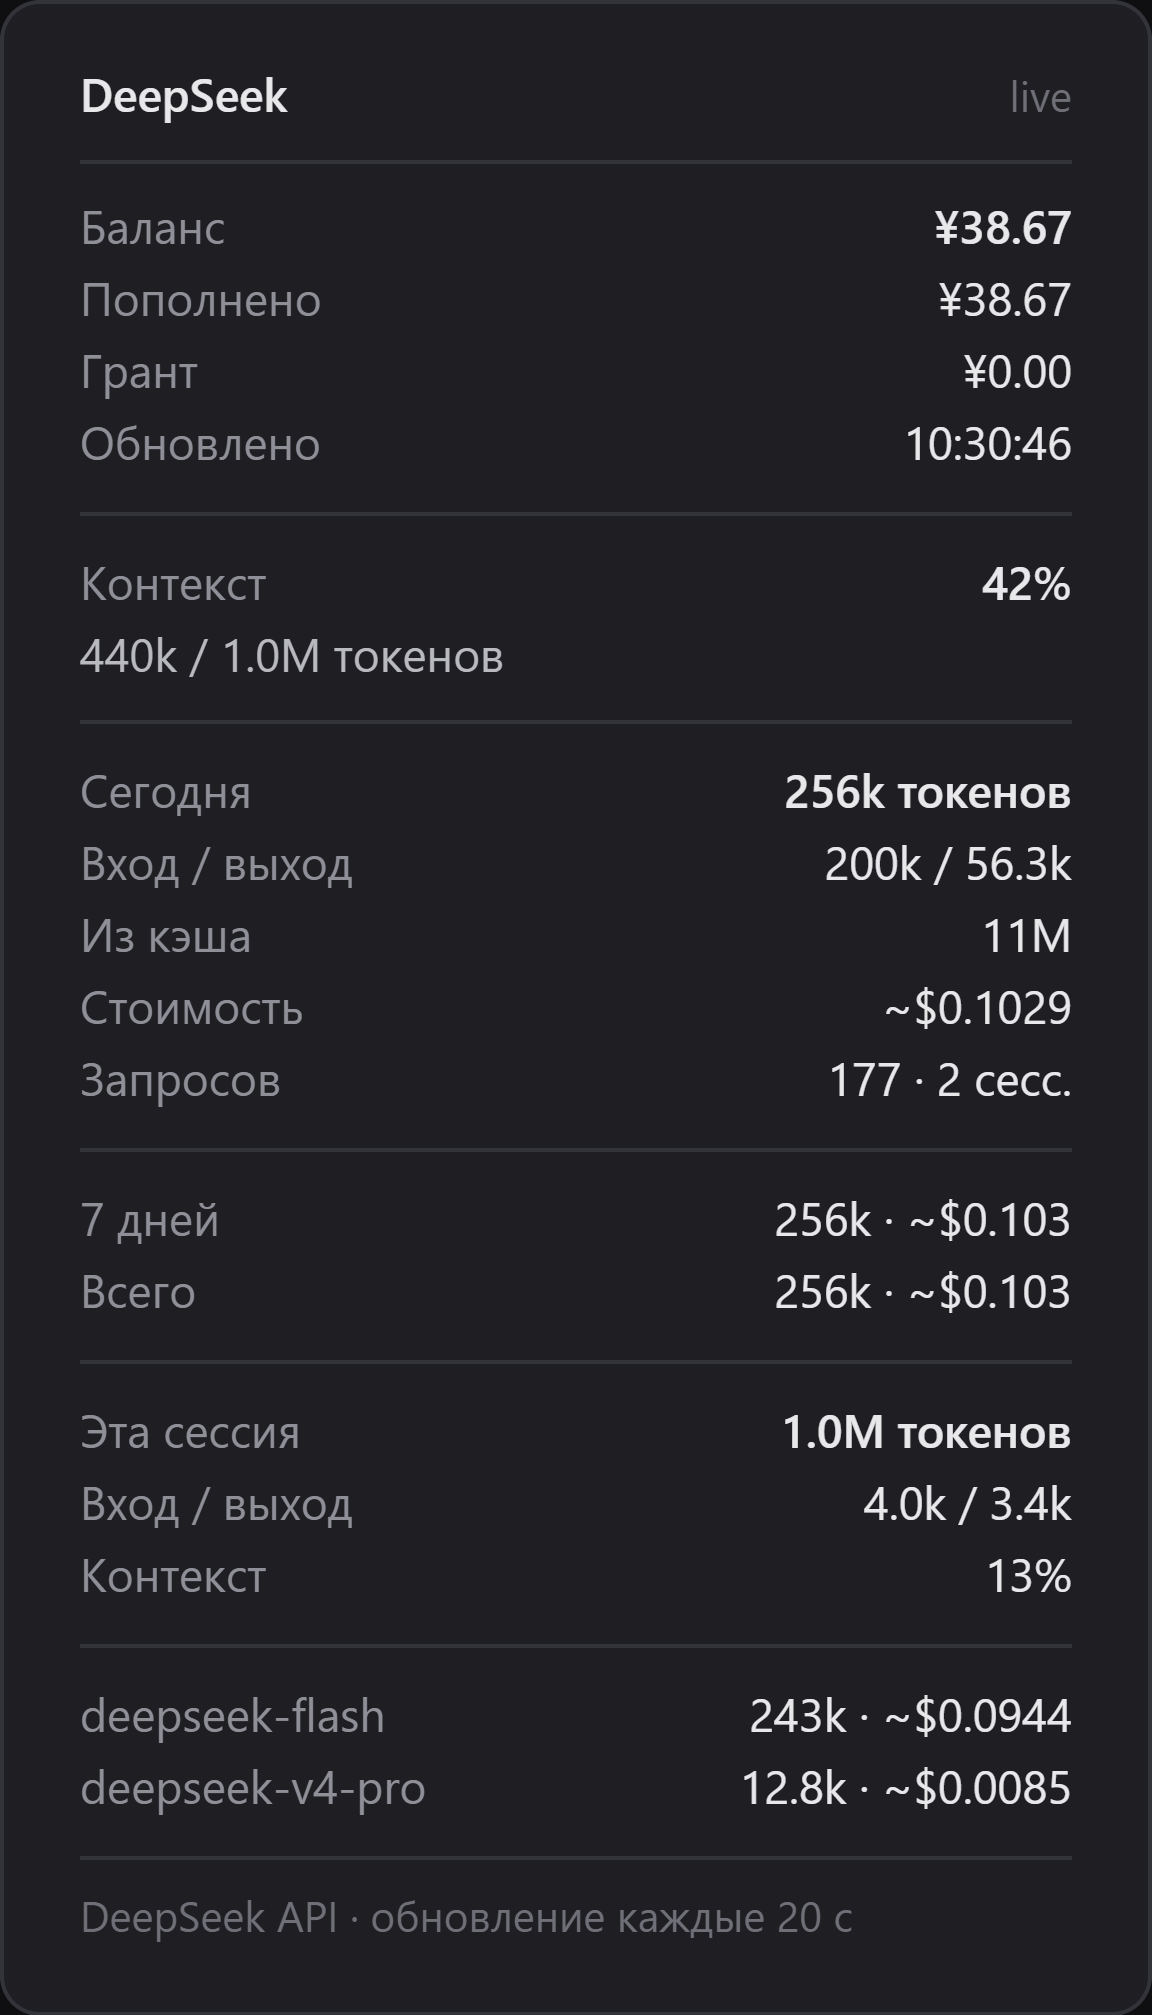 DeepSeek live
Баланс ¥38.67
Пополнено ¥38.67
Грант ¥0.00
Обновлено 10:30:46
Контекст 42%
440k / 1.0M токенов
Сегодня 256k токенов
Вход / выход 200k / 56.3k
Из кэша 11M
Стоимость ~$0.1029
Запросов 177 · 2 сесс.
7 дней 256k · ~$0.103
Всего 256k · ~$0.103
Эта сессия 1.0M токенов
Вход / выход 4.0k / 3.4k
Контекст 13%
deepseek-flash 243k · ~$0.0944
deepseek-v4-pro 12.8k · ~$0.0085
DeepSeek API · обновление каждые 20 с